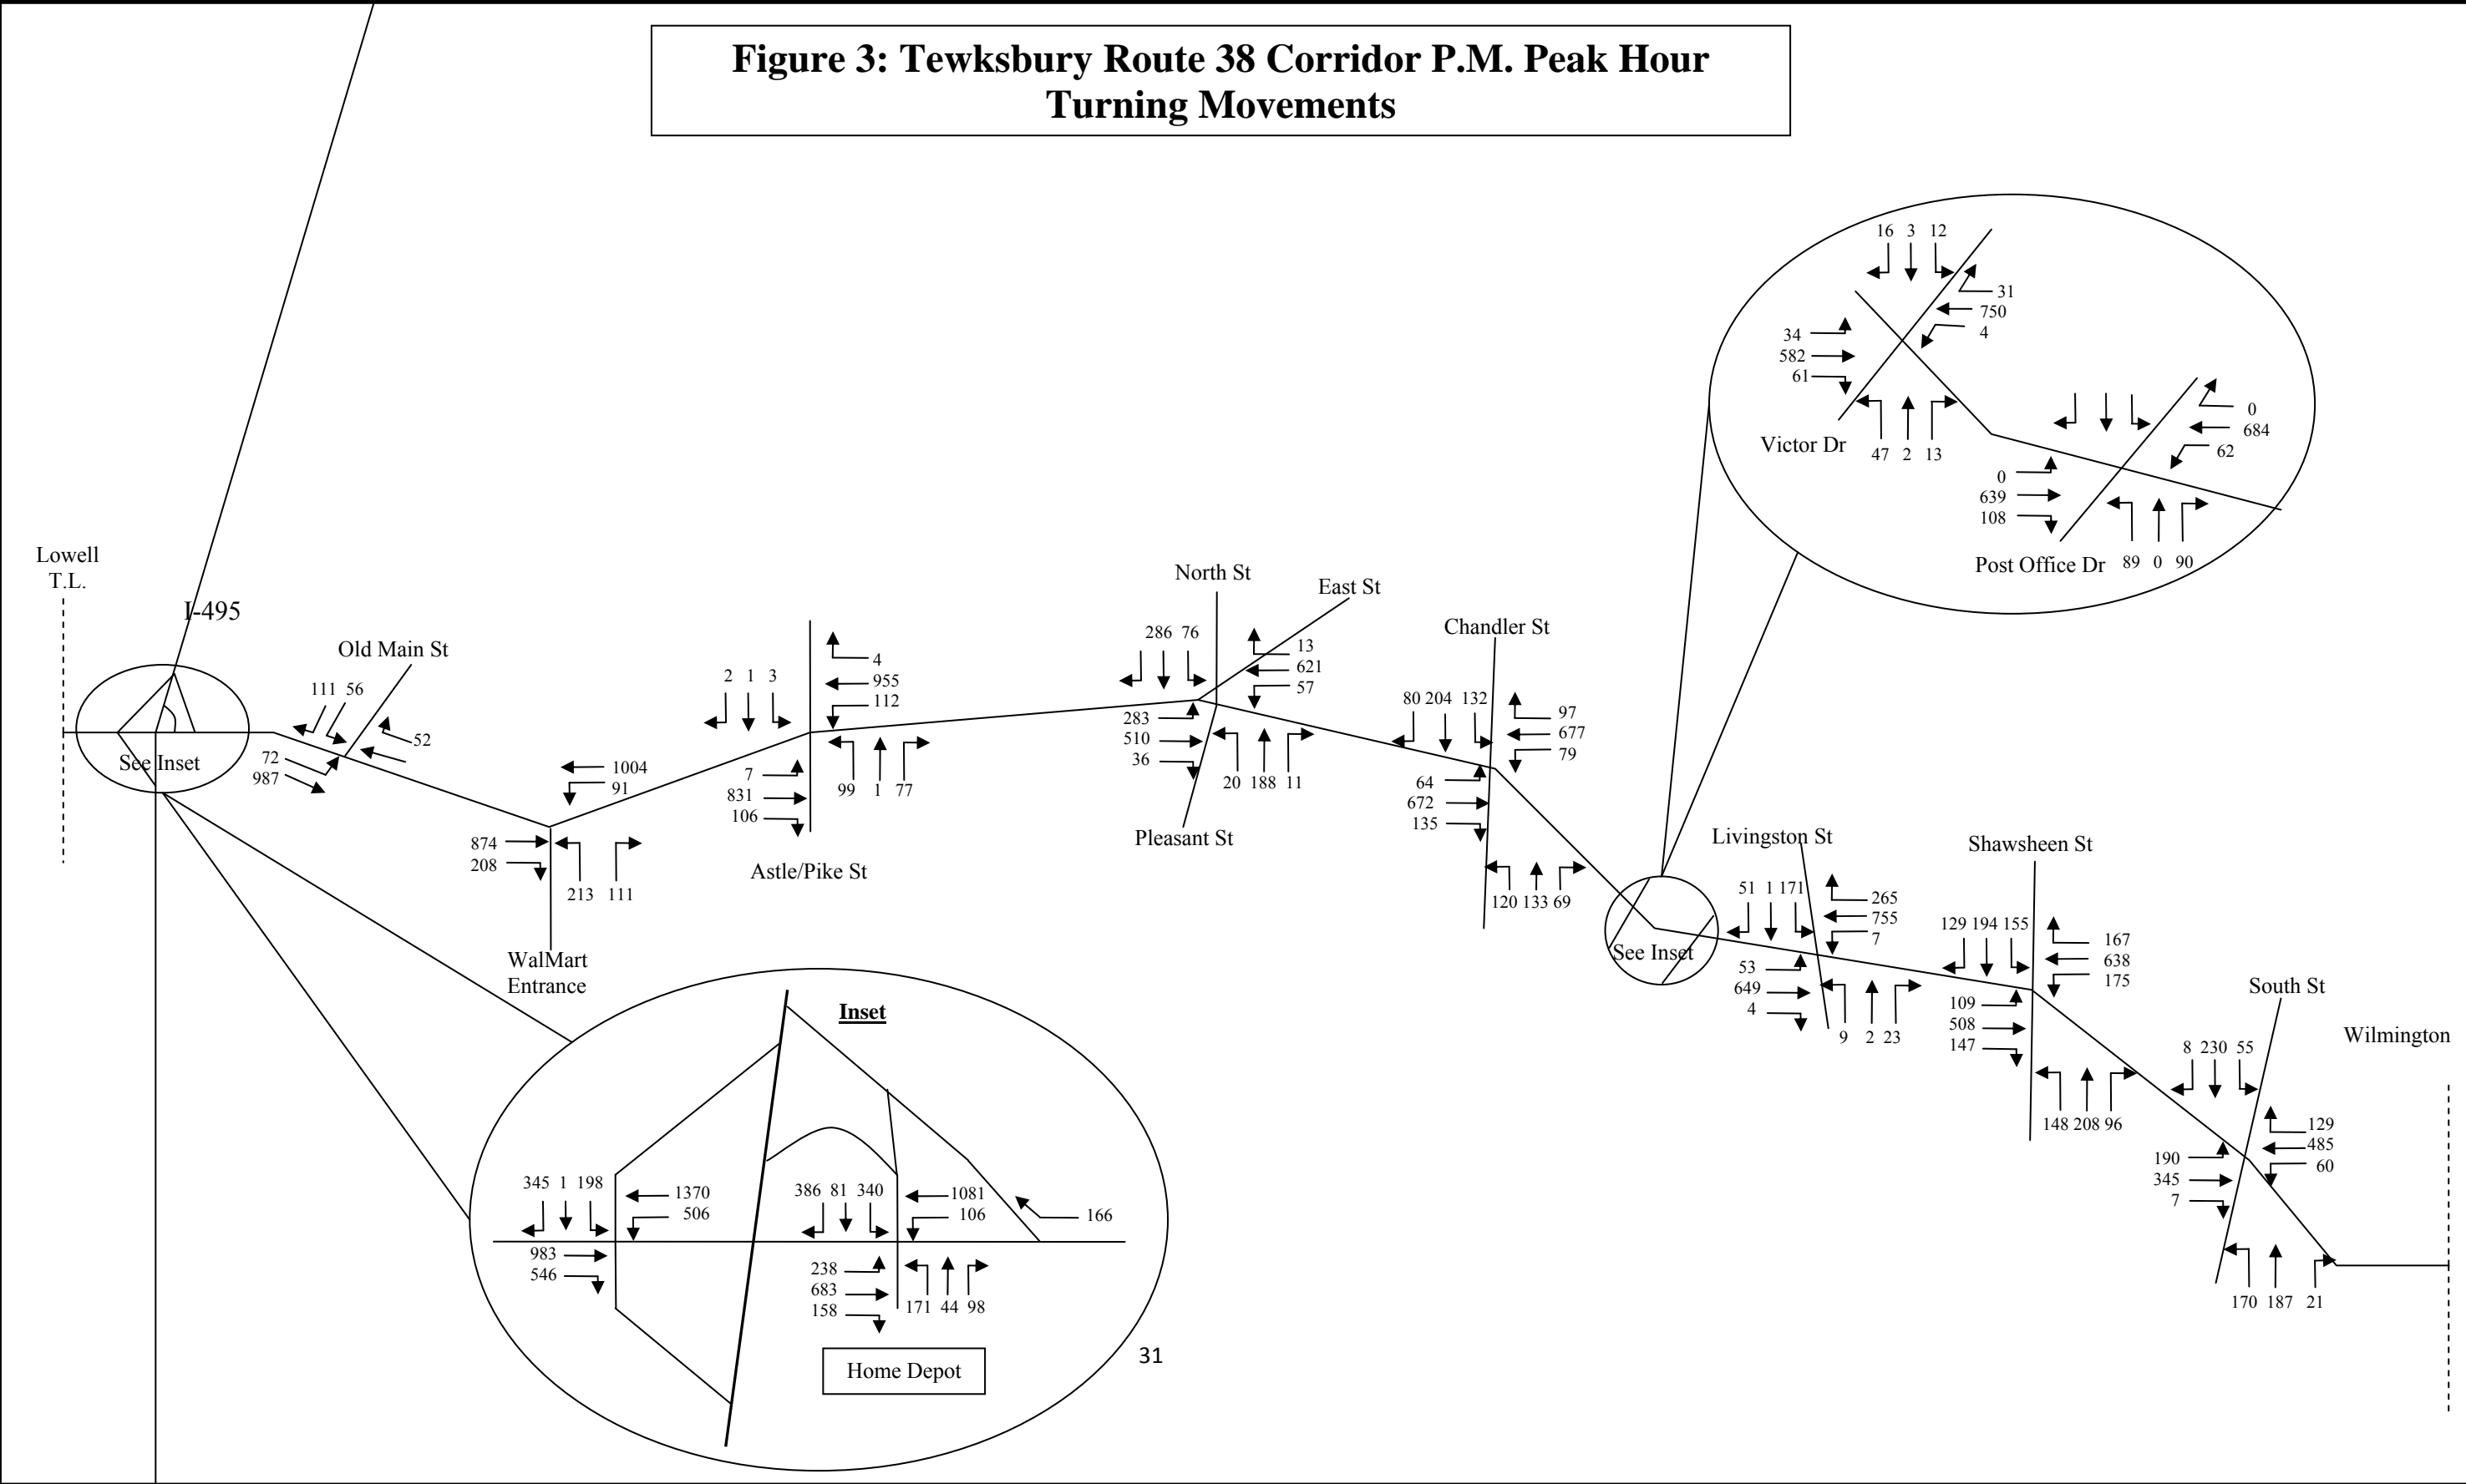 Figure 3: Tewksbury Route 38 Corridor P.M. Peak Hour
Turning Movements
Lowell
T.L.
I-495
See Inset
Old Main St
111 56
52
72
987
1004
91
874
208
213 111
WalMart
Entrance
2 1 3
4
955
112
7
831
106
99 1 77
Astle/Pike St
North St
East St
286 76
13
621
57
283
510
36
20 188 11
Pleasant St
Chandler St
80 204 132
97
677
79
64
672
135
120 133 69
16 3 12
31
750
4
34
582
61
Victor Dr
47 2 13
0
684
62
0
639
108
Post Office Dr
89 0 90
See Inset
Livingston St
51 1 171
265
755
7
53
649
4
9 2 23
Shawsheen St
129 194 155
167
638
175
109
508
147
148 208 96
South St
8 230 55
129
485
60
190
345
7
170 187 21
Wilmington
Inset
345 1 198
1370
506
983
546
386 81 340
1081
106
166
238
683
158
171 44 98
Home Depot
31